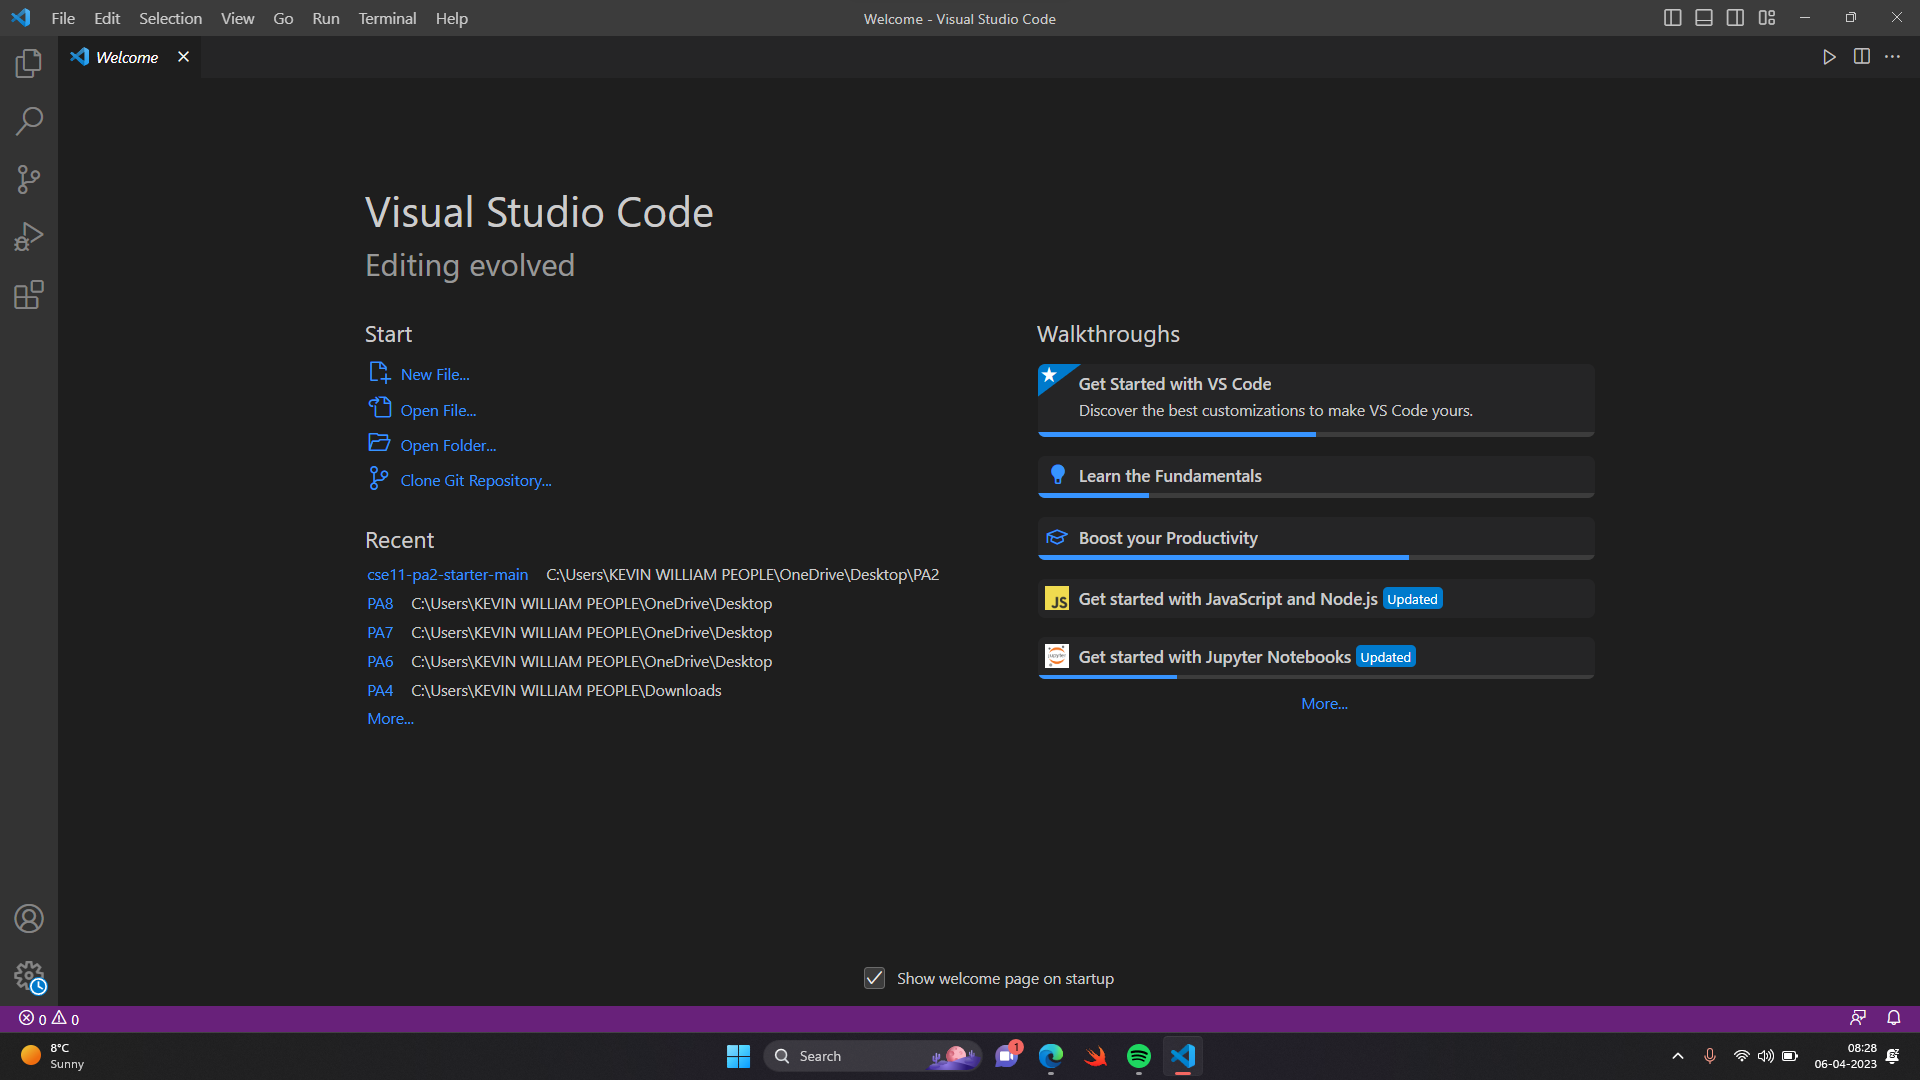 File Edit Selection View Go Run Terminal Help
Welcome - Visual Studio Code
Welcome
Visual Studio Code
Editing evolved
Start
New File...
Open File...
Open Folder...
Clone Git Repository...
Recent
cse11-pa2-starter-main C:\Users\KEVIN WILLIAM PEOPLE\OneDrive\Desktop\PA2
PA8 C:\Users\KEVIN WILLIAM PEOPLE\OneDrive\Desktop
PA7 C:\Users\KEVIN WILLIAM PEOPLE\OneDrive\Desktop
PA6 C:\Users\KEVIN WILLIAM PEOPLE\OneDrive\Desktop
PA4 C:\Users\KEVIN WILLIAM PEOPLE\Downloads
More...
Walkthroughs
Get Started with VS Code
Discover the best customizations to make VS Code yours.
Learn the Fundamentals
Boost your Productivity
JS Get started with JavaScript and Node.js Updated
jupyter Get started with Jupyter Notebooks Updated
More...
Show welcome page on startup
0 0
8°C
Sunny
Search
1
08:28
06-04-2023